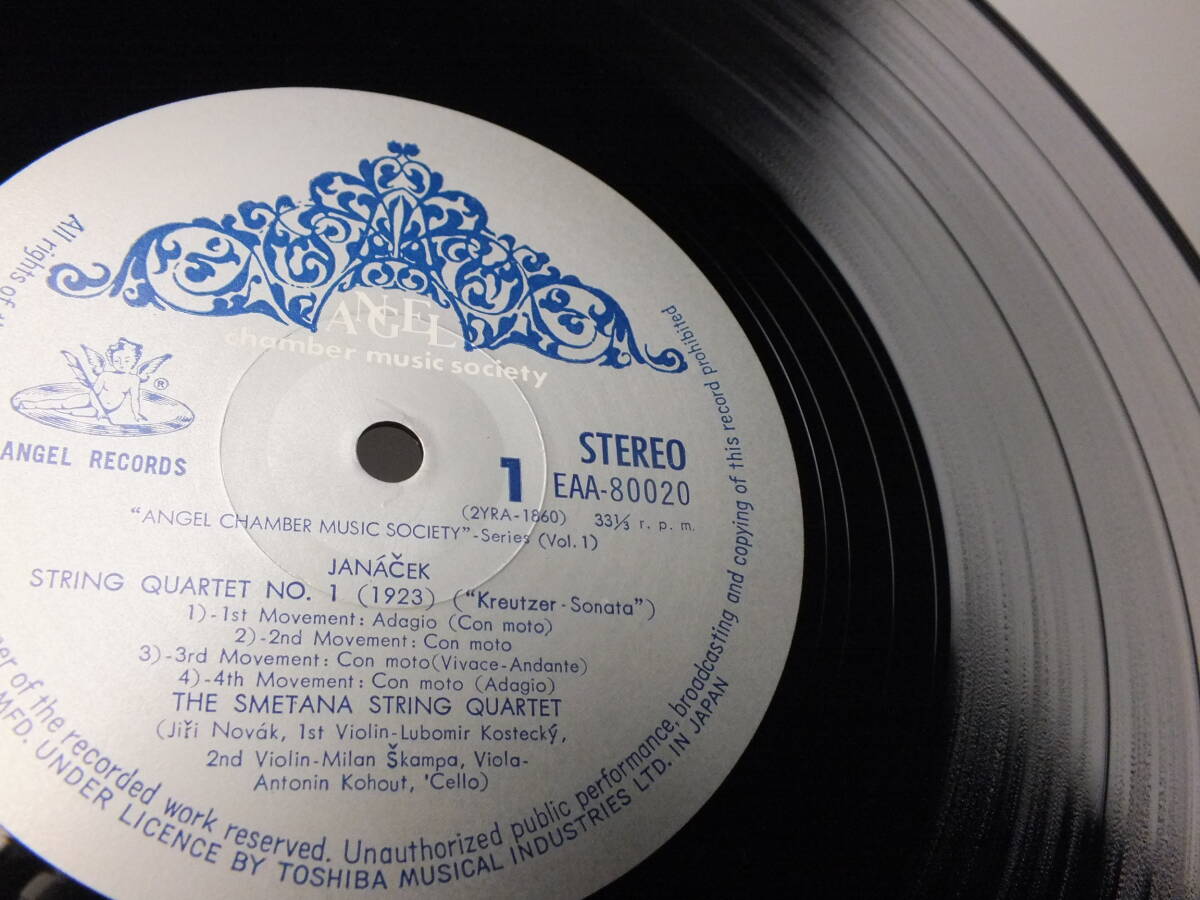 ANGEL
chamber music society
®
ANGEL RECORDS
STEREO
1 EAA-80020
(2YRA-1860) 33⅓ r. p. m.
"ANGEL CHAMBER MUSIC SOCIETY"-Series (Vol. 1)
JANÁČEK
STRING QUARTET NO. 1 (1923) ("Kreutzer-Sonata")
1)-1st Movement: Adagio (Con moto)
2)-2nd Movement: Con moto
3)-3rd Movement: Con moto(Vivace-Andante)
4)-4th Movement: Con moto (Adagio)
THE SMETANA STRING QUARTET
(Jiří Novák, 1st Violin-Lubomir Kostecký,
2nd Violin-Milan Škampa, Viola-
Antonin Kohout, 'Cello)
All rights of
of the recorded work reserved. Unauthorized public performance, broadcasting and copying of this record prohibited
MFD. UNDER LICENCE BY TOSHIBA MUSICAL INDUSTRIES LTD. IN JAPAN